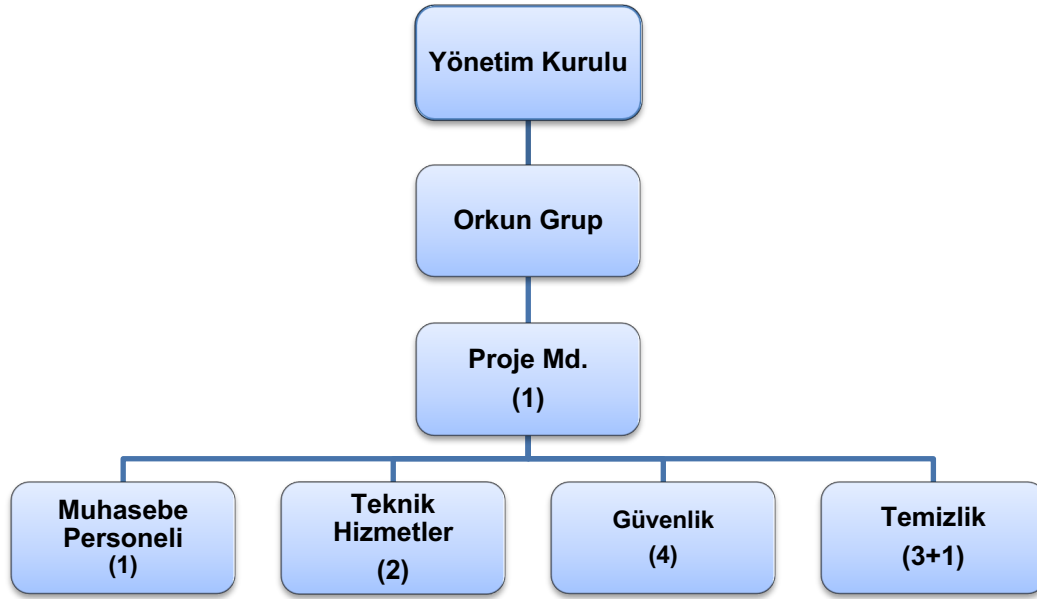 Yönetim Kurulu
Orkun Grup
Proje Md.
(1)
Muhasebe
Personeli
(1)
Teknik
Hizmetler
(2)
Güvenlik
(4)
Temizlik
(3+1)